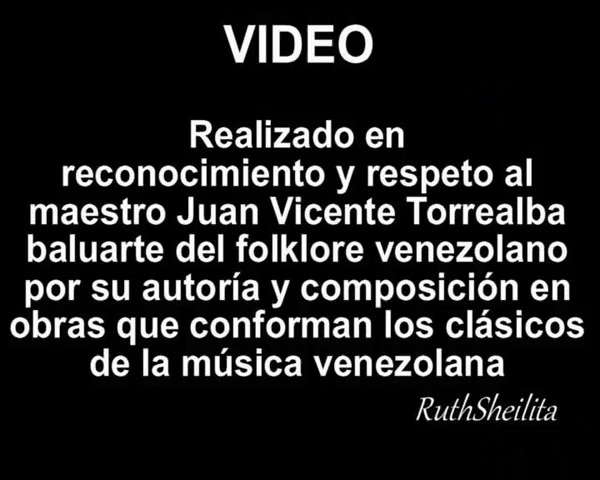 VIDEO
Realizado en
reconocimiento y respeto al
maestro Juan Vicente Torrealba
baluarte del folklore venezolano
por su autoría y composición en
obras que conforman los clásicos
de la música venezolana
RuthSheilita